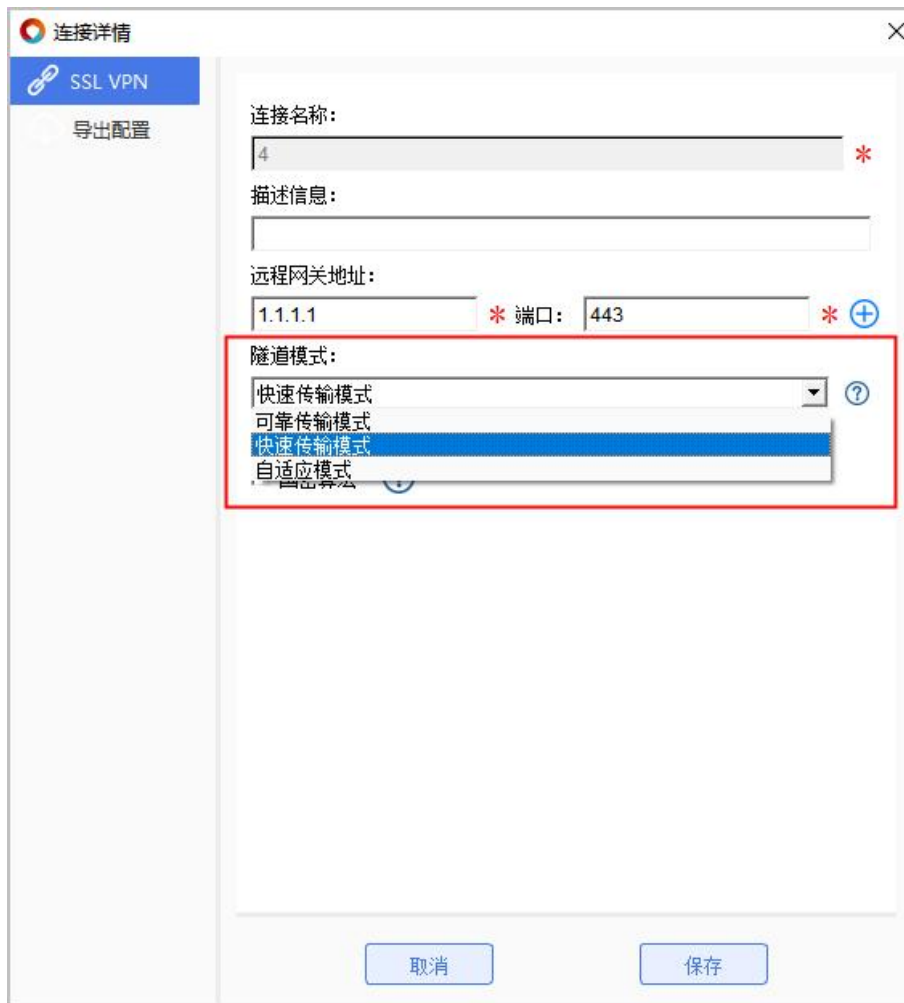 连接详情
SSL VPN
导出配置
连接名称:
4 *
描述信息:
远程网关地址:
1.1.1.1 * 端口: 443 *
隧道模式:
快速传输模式
可靠传输模式
快速传输模式
自适应模式
取消 保存